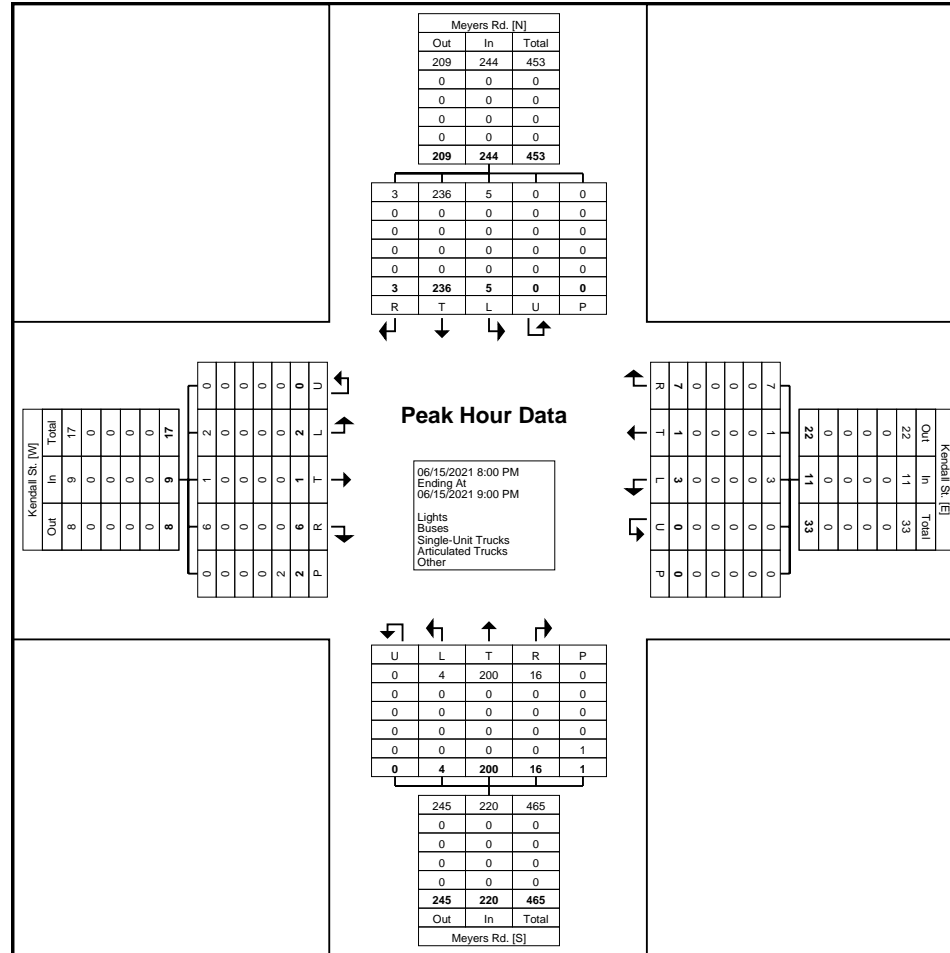 Meyers Rd. [N]
Out In Total
209 244 453
0 0 0
0 0 0
0 0 0
0 0 0
209 244 453
3 236 5 0 0
0 0 0 0 0
0 0 0 0 0
0 0 0 0 0
0 0 0 0 0
3 236 5 0 0
R T L U P
Kendall St. [W]
Total In Out
17 9 8
0 0 0
0 0 0
0 0 0
0 0 0
17 9 8
0 2 1 6 0
0 0 0 0 0
0 0 0 0 0
0 0 0 0 0
0 0 0 0 2
0 2 1 6 2
U L T R P
Peak Hour Data
06/15/2021 8:00 PM
Ending At
06/15/2021 9:00 PM
Lights
Buses
Single-Unit Trucks
Articulated Trucks
Other
Kendall St. [E]
Out In Total
22 11 33
0 0 0
0 0 0
0 0 0
0 0 0
22 11 33
7 1 3 0 0
0 0 0 0 0
0 0 0 0 0
0 0 0 0 0
0 0 0 0 0
7 1 3 0 0
R T L U P
U L T R P
0 4 200 16 0
0 0 0 0 0
0 0 0 0 0
0 0 0 0 0
0 0 0 0 1
0 4 200 16 1
245 220 465
0 0 0
0 0 0
0 0 0
0 0 0
245 220 465
Out In Total
Meyers Rd. [S]